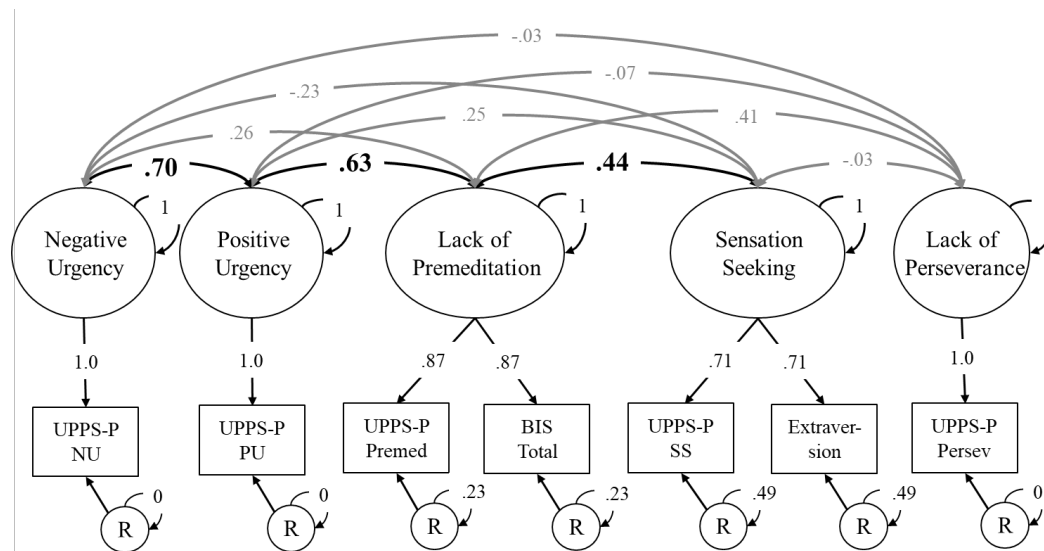 -.03
-.07
-.23
.25
.41
.26
.70
.63
.44
-.03
1
1
1
1
Negative
Urgency
Positive
Urgency
Lack of
Premeditation
Sensation
Seeking
Lack of
Perseverance
1.0
1.0
.87
.87
.71
.71
1.0
UPPS-P
NU
UPPS-P
PU
UPPS-P
Premed
BIS
Total
UPPS-P
SS
Extraver-
sion
UPPS-P
Persev
0
0
.23
.23
.49
.49
0
R
R
R
R
R
R
R